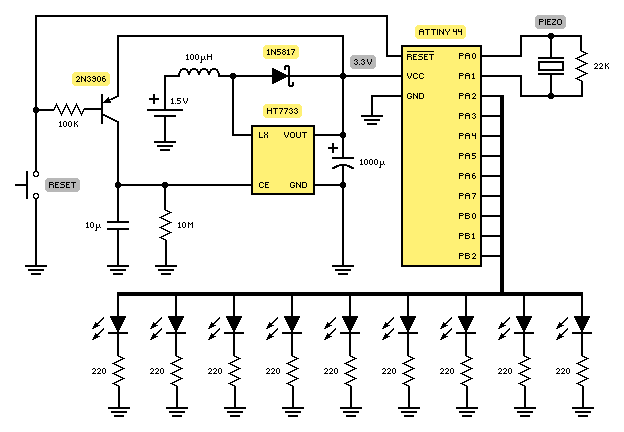 PIEZO
ATTINY 44
1N5817
100µH
3.3V
RESET
PA0
22K
2N3906
VCC
PA1
1.5V
HT7733
GND
PA2
100K
LX
VOUT
PA3
PA4
1000µ
PA5
RESET
CE
GND
PA6
PA7
10µ
10M
PB0
PB1
PB2
220
220
220
220
220
220
220
220
220